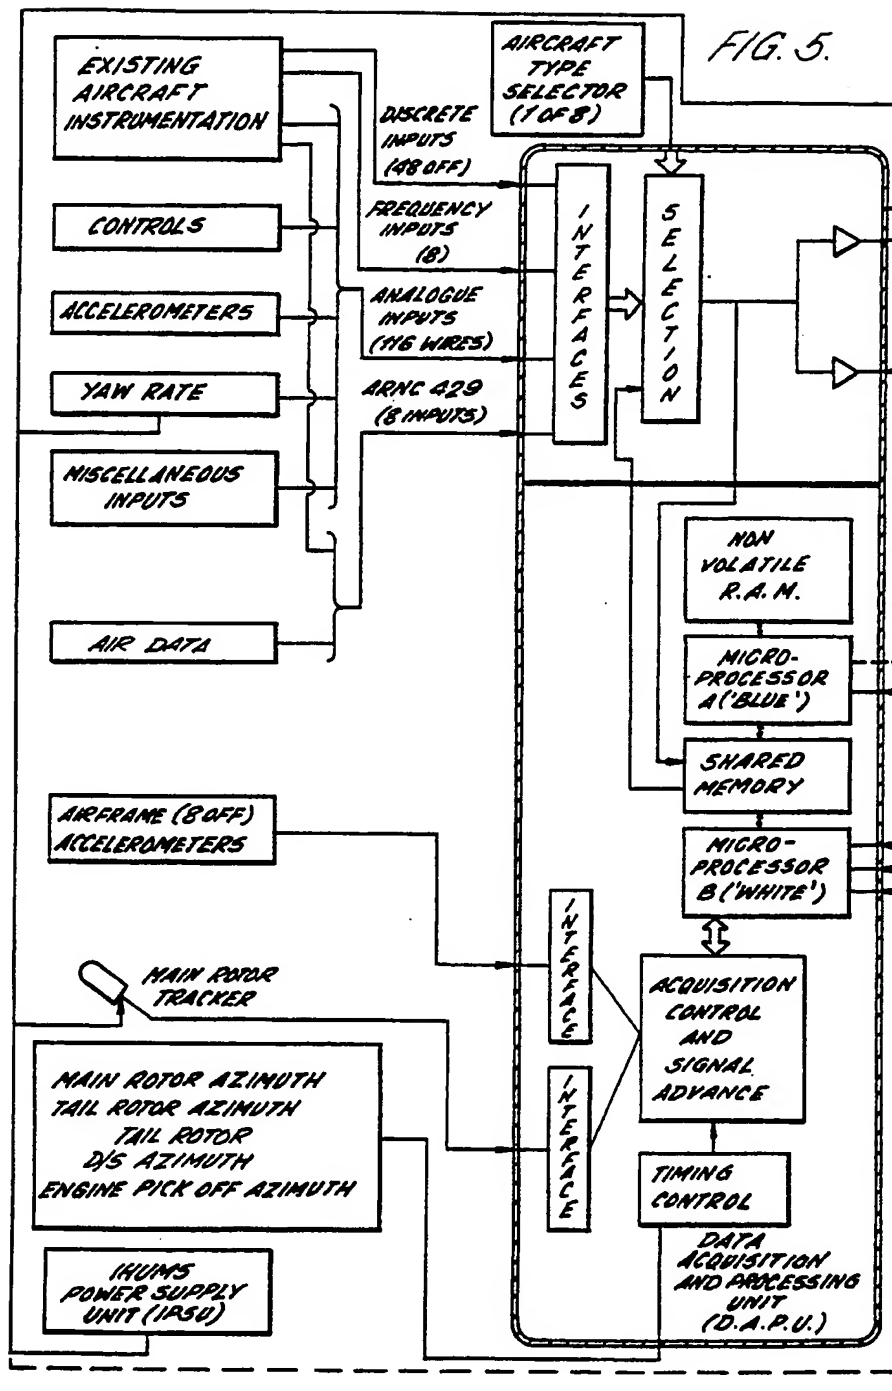 FIG. 5.
AIRCRAFT
TYPE
SELECTOR
(1 OF 8)
EXISTING
AIRCRAFT
INSTRUMENTATION
DISCRETE
INPUTS
(48 OFF)
CONTROLS
FREQUENCY
INPUTS
(8)
ACCELEROMETERS
ANALOGUE
INPUTS
(116 WIRES)
YAW RATE
ARNC 429
(8 INPUTS)
MISCELLANEOUS
INPUTS
AIR DATA
INTERFACES
SELECTION
NON
VOLATILE
R.A.M.
MICRO-
PROCESSOR
A ('BLUE')
SHARED
MEMORY
MICRO-
PROCESSOR
B ('WHITE')
AIRFRAME (8 OFF)
ACCELEROMETERS
INTERFACE
MAIN ROTOR
TRACKER
ACQUISITION
CONTROL
AND
SIGNAL
ADVANCE
MAIN ROTOR AZIMUTH
TAIL ROTOR AZIMUTH
TAIL ROTOR
D/S AZIMUTH
ENGINE PICK OFF AZIMUTH
INTERFACE
TIMING
CONTROL
IHUMS
POWER SUPPLY
UNIT (IPSU)
DATA
ACQUISITION
AND PROCESSING
UNIT
(D.A.P.U.)